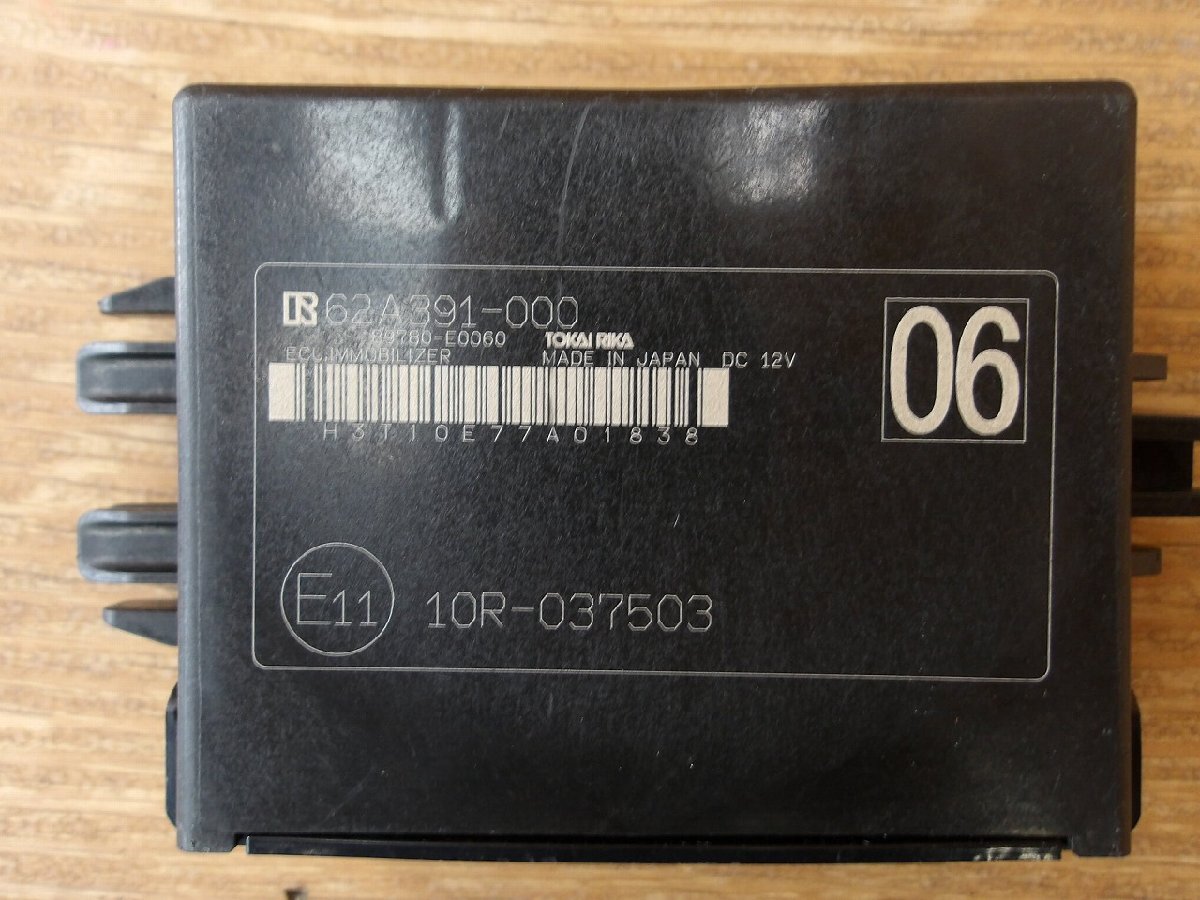 R 62A391-000
89780-E0060 TOKAI RIKA
ECU,IMMOBILIZER MADE IN JAPAN DC 12V
H3T10E77A01838
06
E11 10R-037503